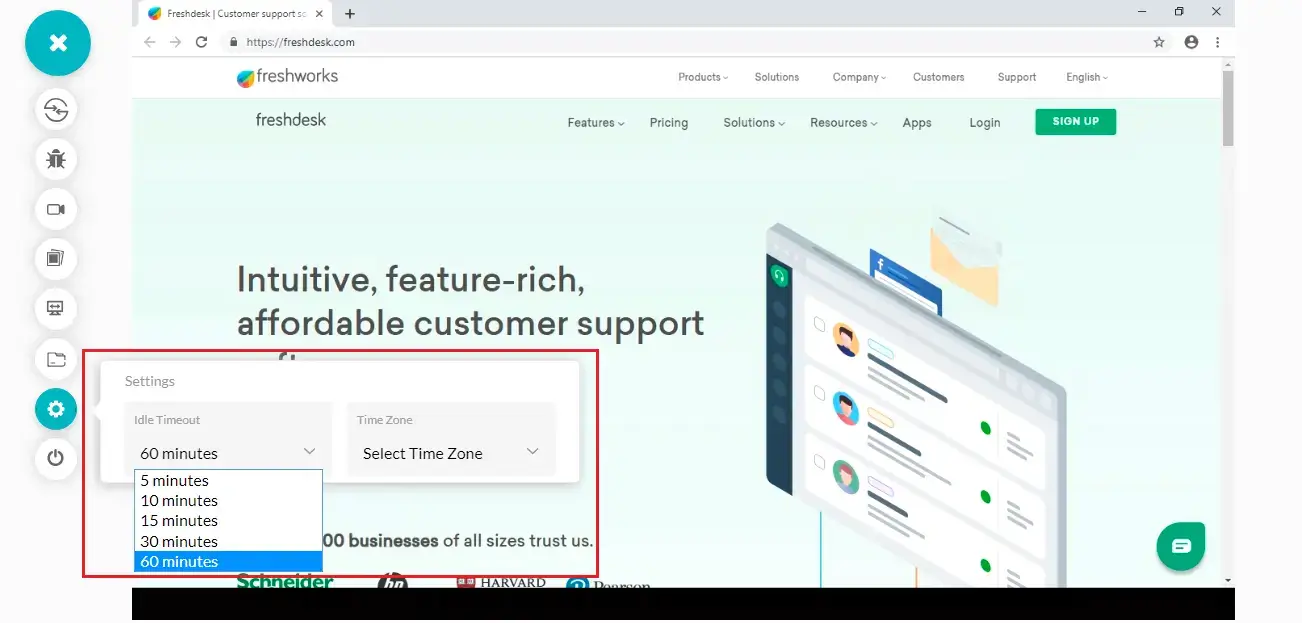 Freshdesk | Customer support so
https://freshdesk.com
freshworks
Products Solutions Company Customers Support English
freshdesk
Features Pricing Solutions Resources Apps Login SIGN UP
Intuitive, feature-rich,
affordable customer support
f
Settings
Idle Timeout Time Zone
60 minutes Select Time Zone
5 minutes
10 minutes
15 minutes
30 minutes
60 minutes
00 businesses of all sizes trust us.
Schneider hp HARVARD Pearson